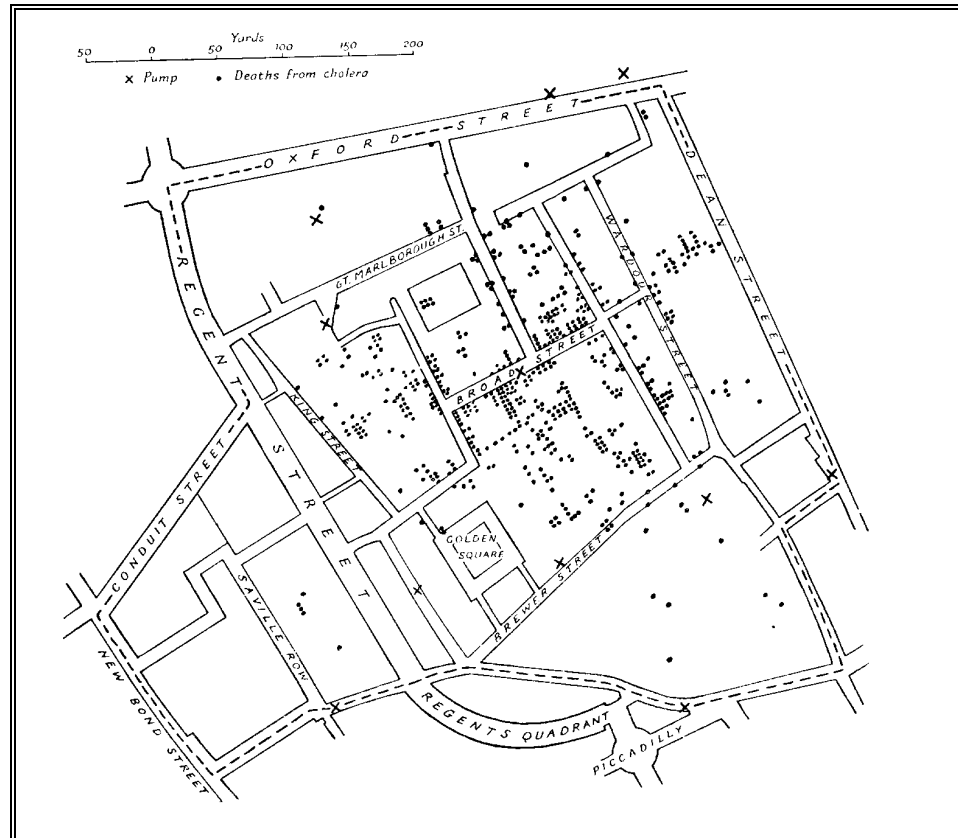 Yards
50 0 50 100 150 200
× Pump • Deaths from cholera
OXFORD STREET
DEAN STREET
WARDOUR STREET
GT. MARLBOROUGH ST.
REGENT STREET
BROAD STREET
KING STREET
CONDUIT STREET
GOLDEN
SQUARE
BREWER STREET
SAVILLE ROW
NEW BOND STREET
REGENTS QUADRANT
PICCADILLY